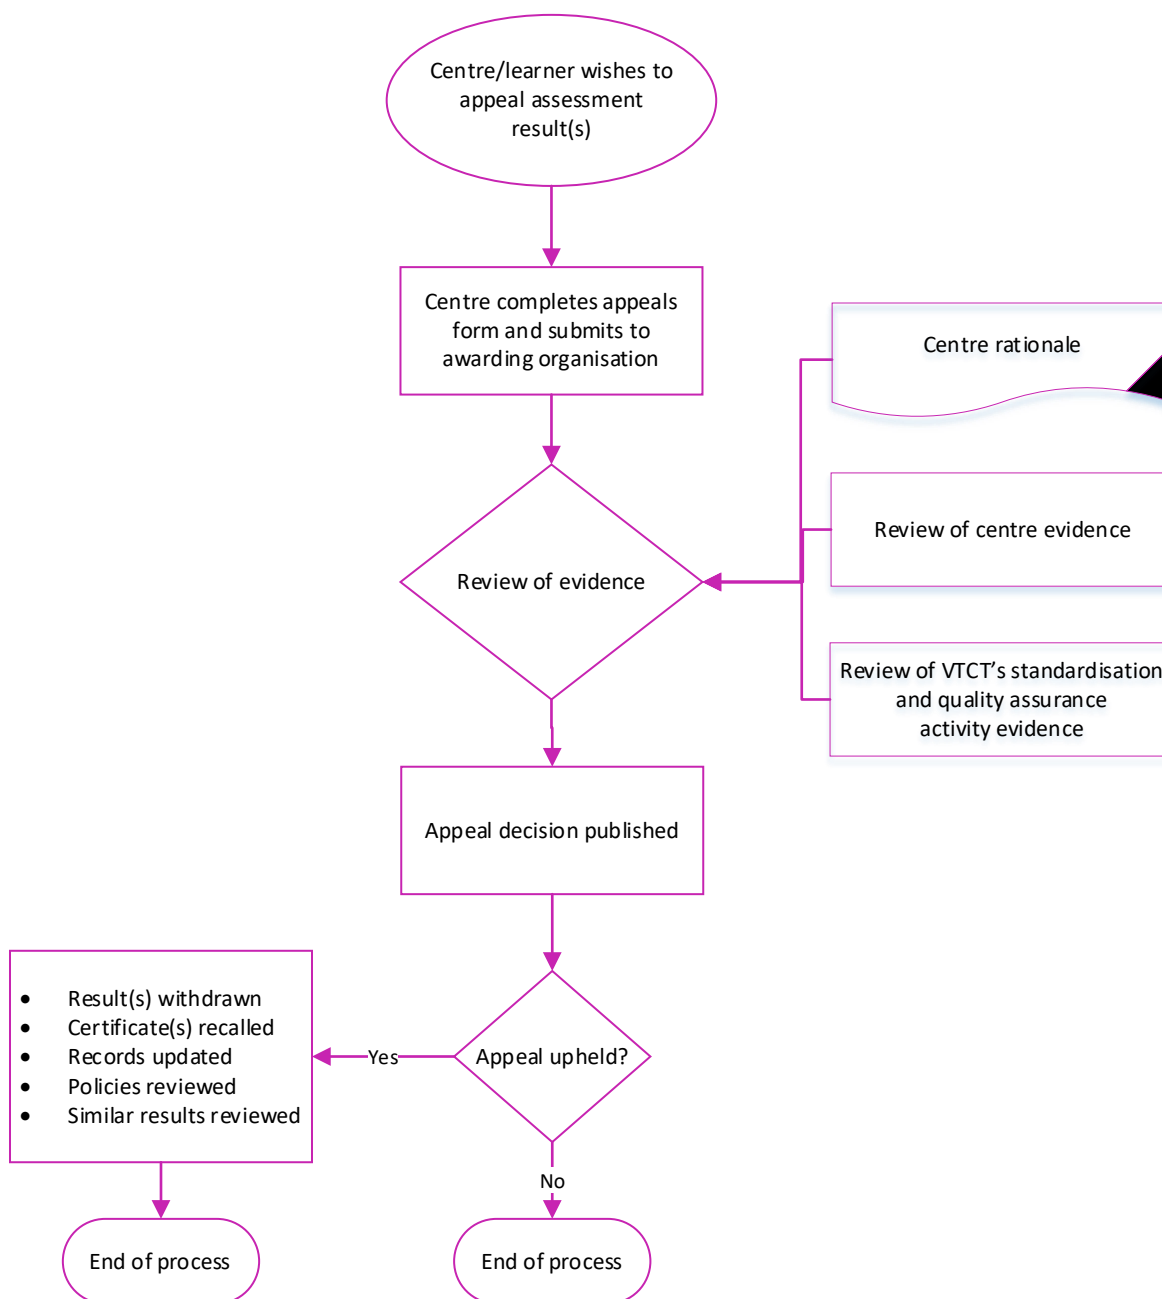 Centre/learner wishes to
appeal assessment
result(s)
Centre completes appeals
form and submits to
awarding organisation
Centre rationale
Review of centre evidence
Review of evidence
Review of VTCT’s standardisation
and quality assurance
activity evidence
Appeal decision published
• Result(s) withdrawn
• Certificate(s) recalled
• Records updated
• Policies reviewed
• Similar results reviewed
Yes
Appeal upheld?
No
End of process
End of process